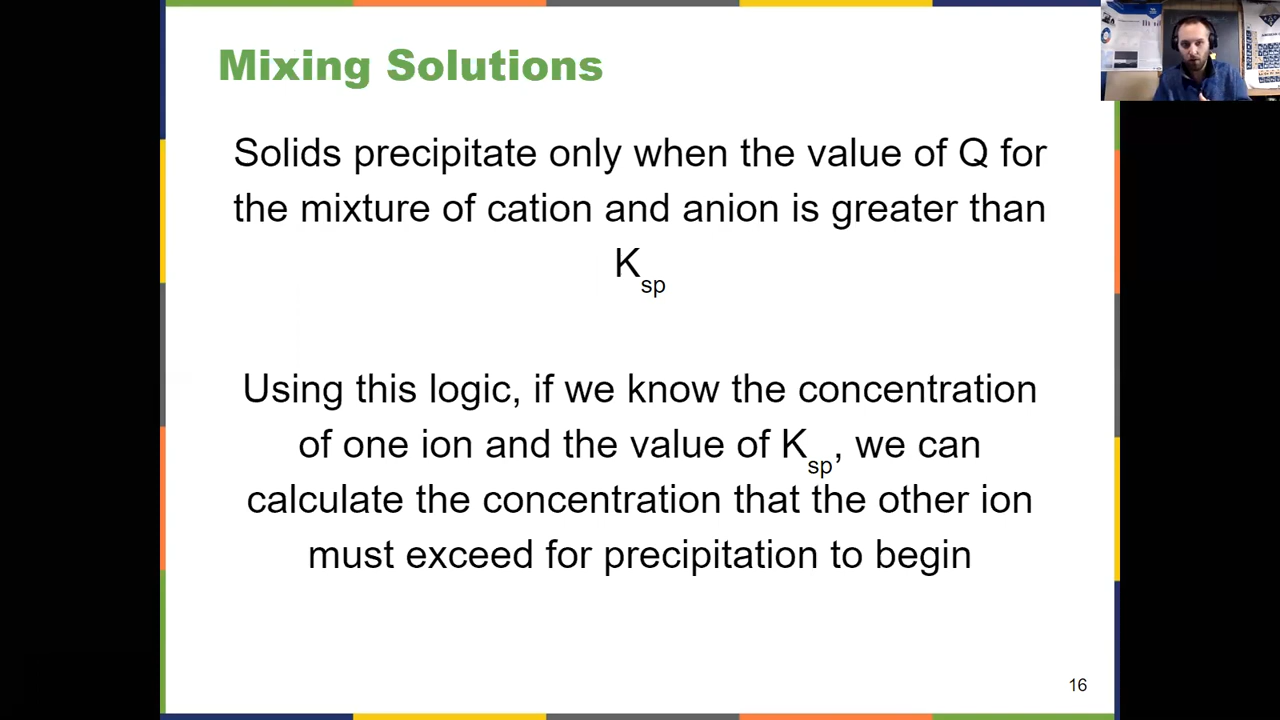 Mixing Solutions
Solids precipitate only when the value of Q for
the mixture of cation and anion is greater than
Ksp
Using this logic, if we know the concentration
of one ion and the value of Ksp, we can
calculate the concentration that the other ion
must exceed for precipitation to begin
16